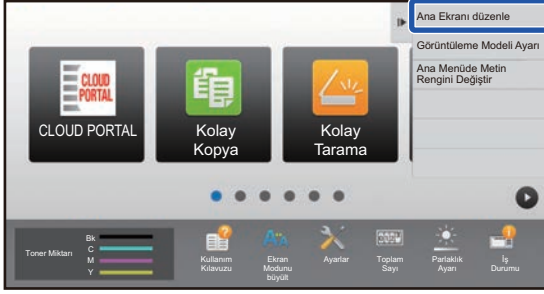 Ana Ekranı düzenle
Görüntüleme Modeli Ayarı
Ana Menüde Metin
Rengini Değiştir
CLOUD
PORTAL
CLOUD PORTAL
Kolay
Kopya
Kolay
Tarama
Toner Miktarı
Bk
C
M
Y
Kullanım
Kılavuzu
Ekran
Modunu
büyült
Ayarlar
Toplam
Sayı
Parlaklık
Ayarı
İş
Durumu